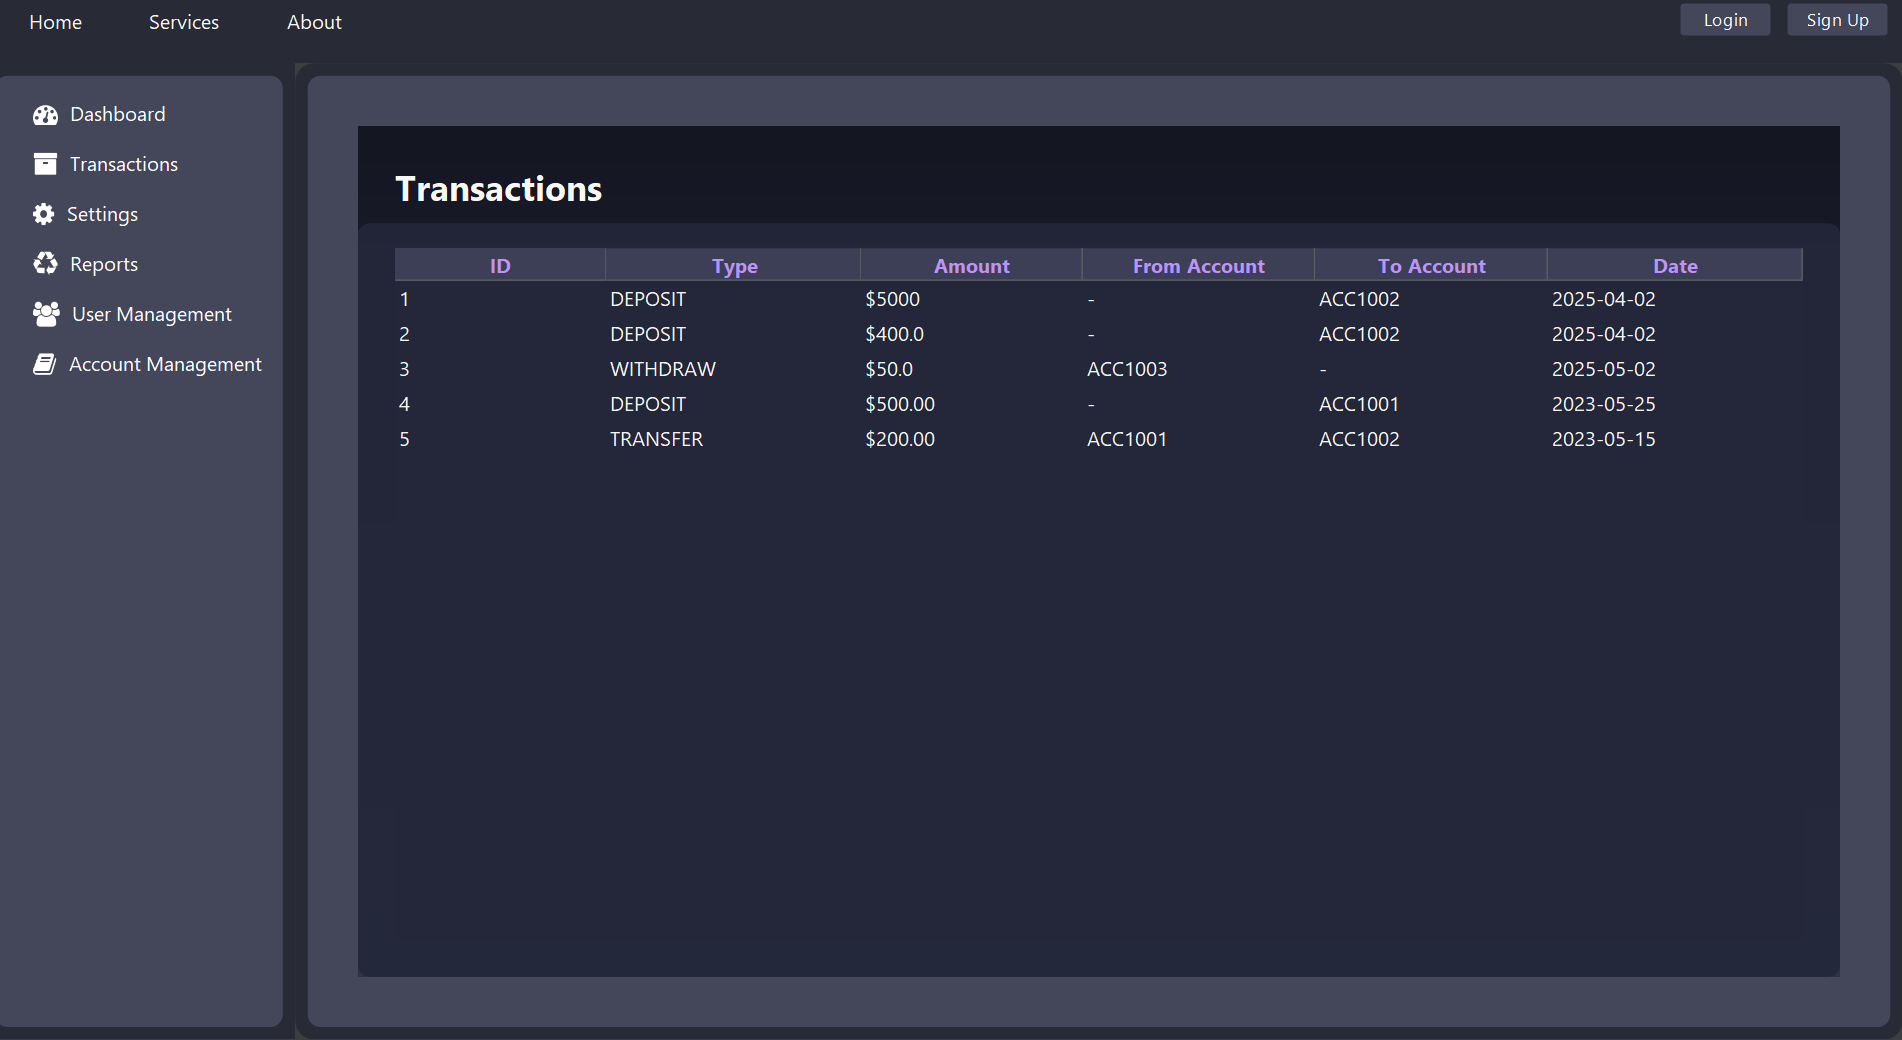 Home Services About Login Sign Up
Dashboard
Transactions
Settings
Reports
User Management
Account Management
Transactions
ID Type Amount From Account To Account Date
1 DEPOSIT $5000 - ACC1002 2025-04-02
2 DEPOSIT $400.0 - ACC1002 2025-04-02
3 WITHDRAW $50.0 ACC1003 - 2025-05-02
4 DEPOSIT $500.00 - ACC1001 2023-05-25
5 TRANSFER $200.00 ACC1001 ACC1002 2023-05-15